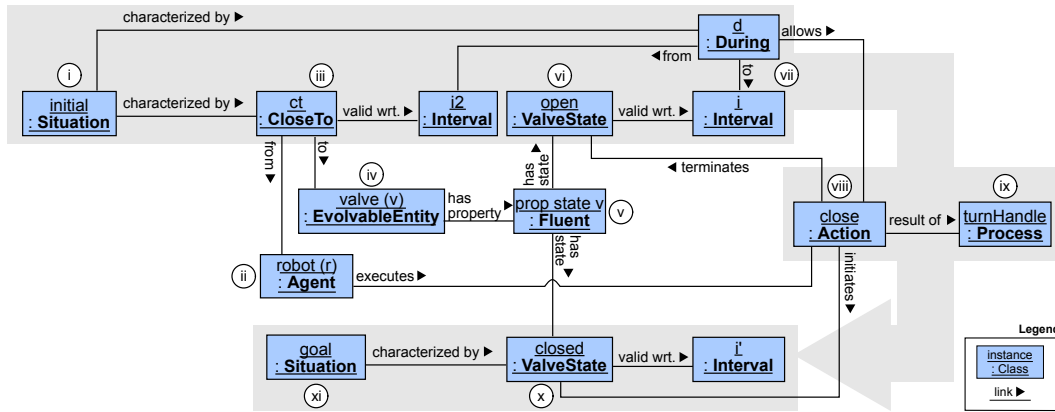 characterized by ►
d
: During
allows ►
◄ from
to ►
i
iii
vi
vii
initial
: Situation
characterized by ►
ct
: CloseTo
valid wrt. ►
i2
: Interval
open
: ValveState
valid wrt. ►
i
: Interval
from ►
to ►
has state ►
◄ terminates
iv
viii
ix
valve (v)
: EvolvableEntity
has property ►
prop state v
: Fluent
v
close
: Action
result of ►
turnHandle
: Process
has state ►
initiates ►
ii
robot (r)
: Agent
executes ►
goal
: Situation
characterized by ►
closed
: ValveState
valid wrt. ►
i'
: Interval
xi
x
Legend
instance
: Class
link ►